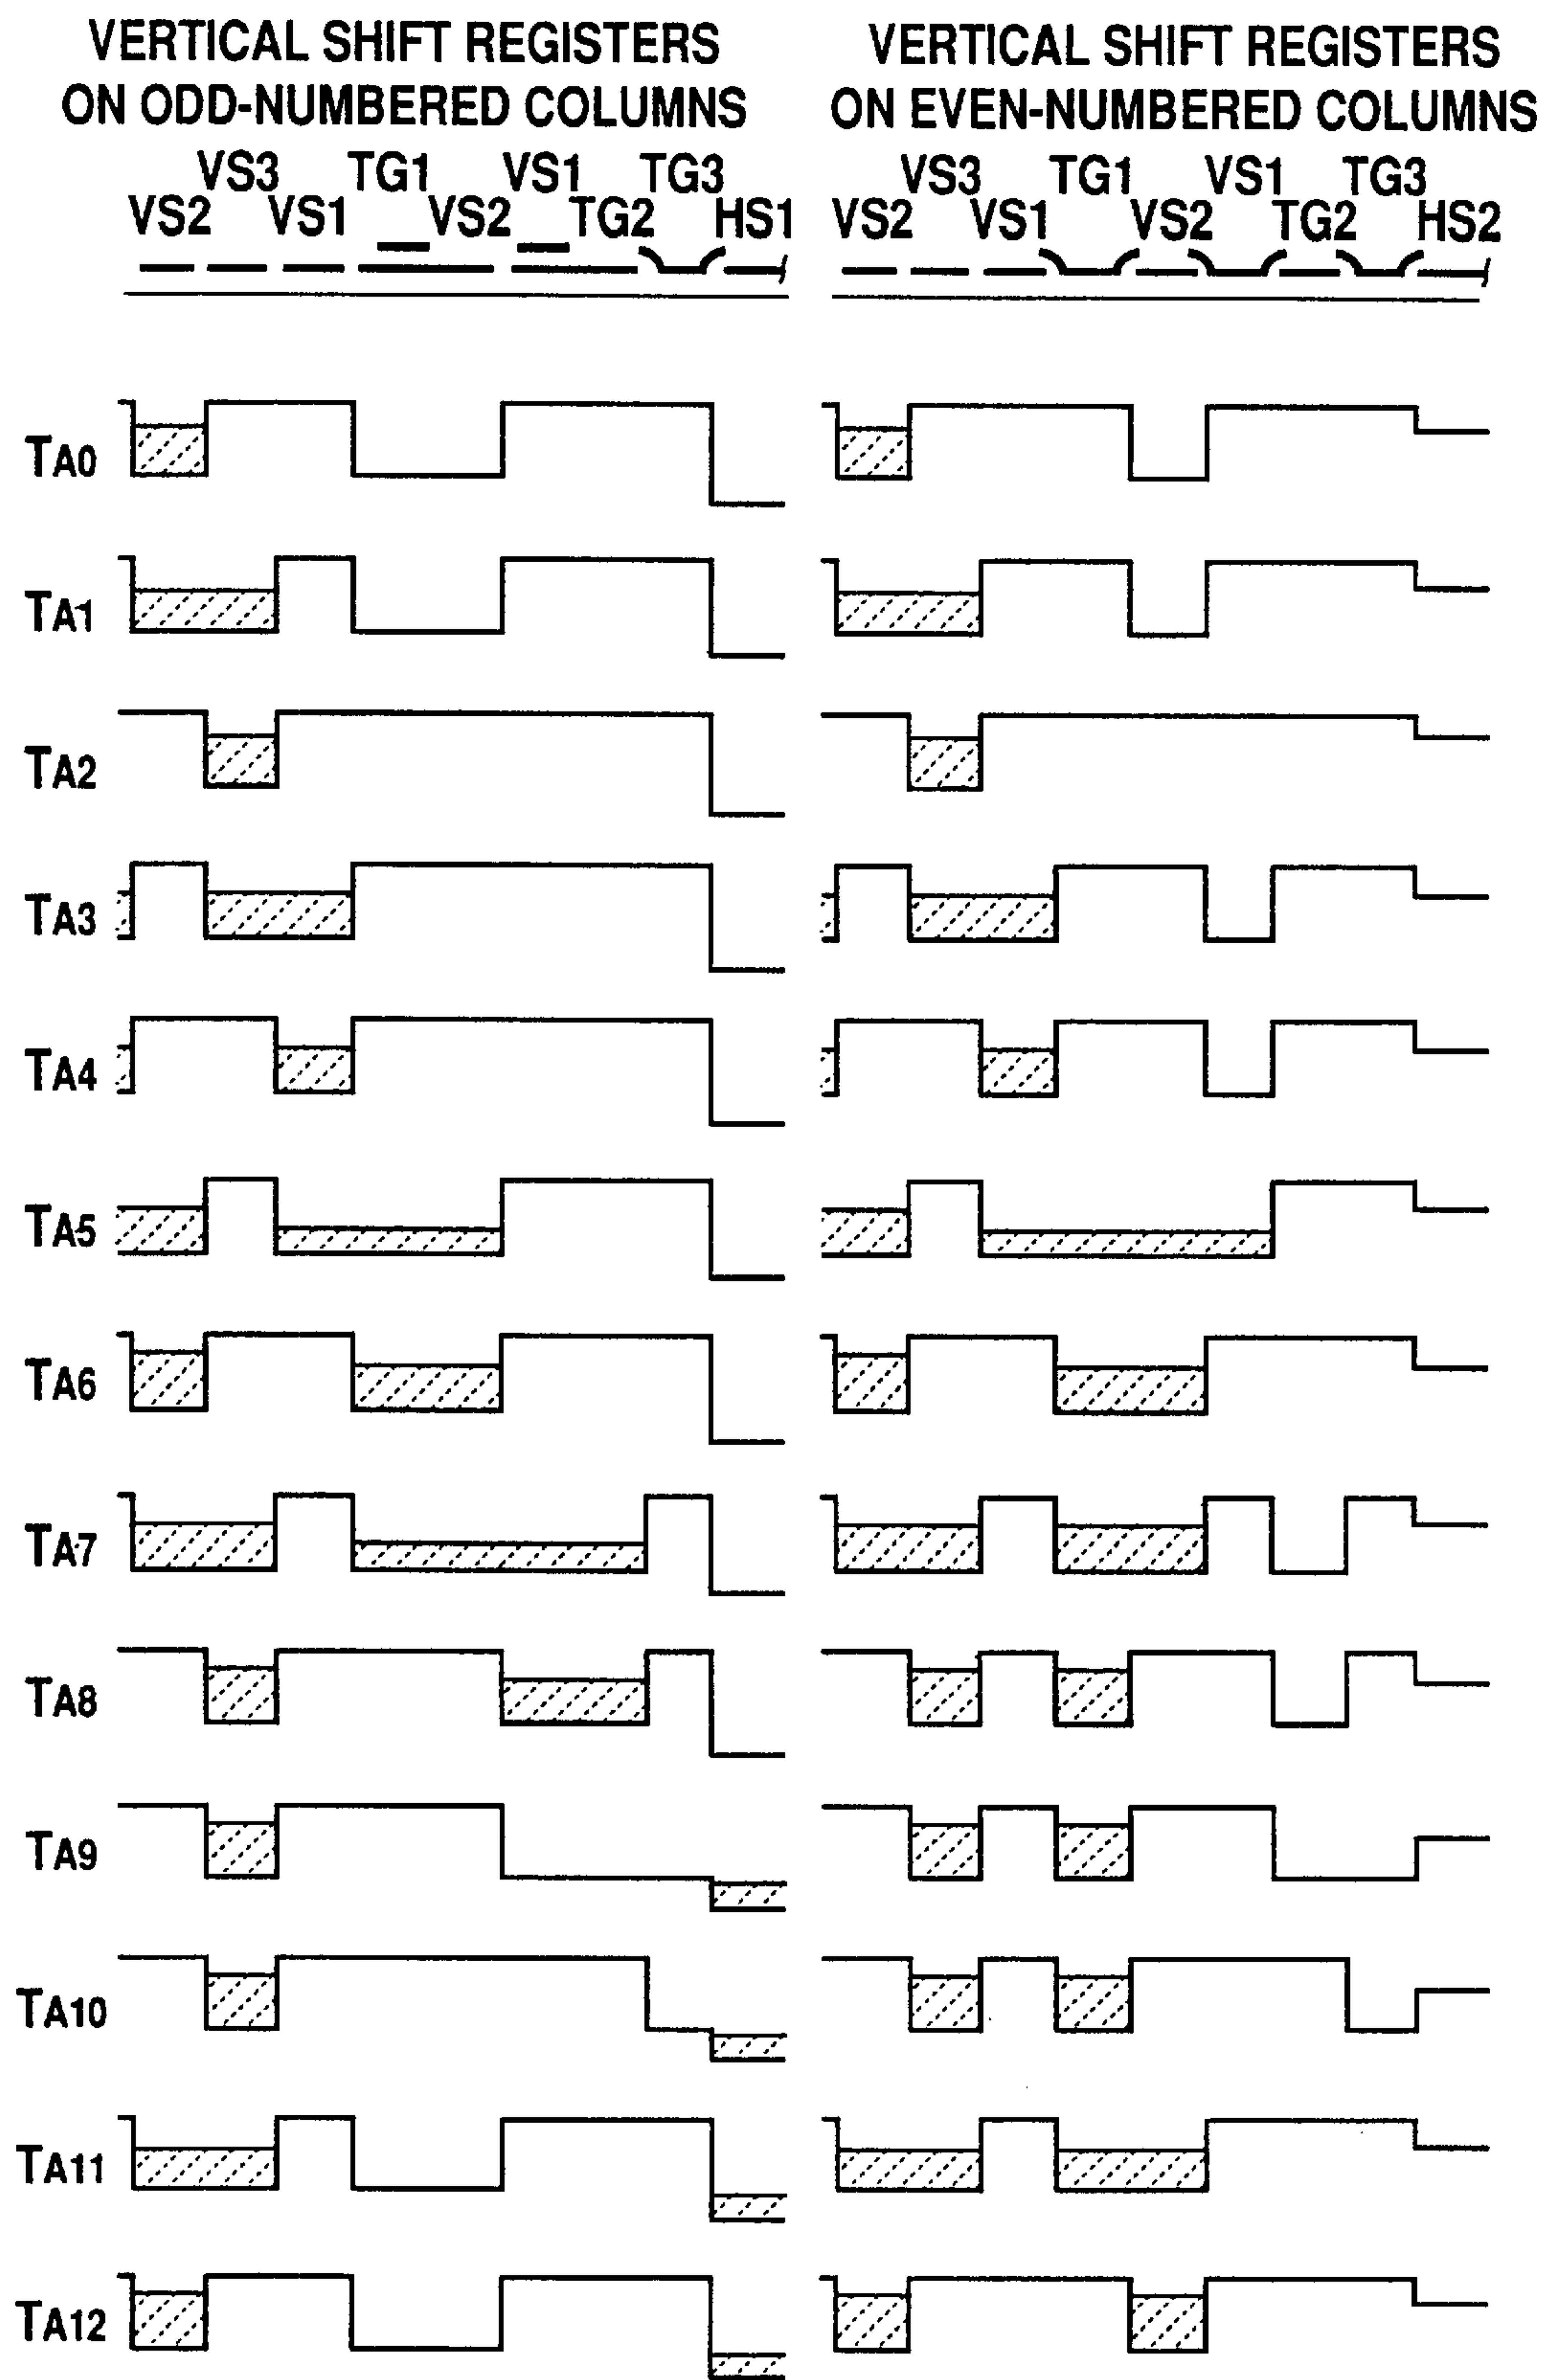 VERTICAL SHIFT REGISTERS
ON ODD-NUMBERED COLUMNS
VS3 TG1 VS1 TG3
VS2 VS1 VS2 TG2 HS1
VERTICAL SHIFT REGISTERS
ON EVEN-NUMBERED COLUMNS
VS3 TG1 VS1 TG3
VS2 VS1 VS2 TG2 HS2
TA0
TA1
TA2
TA3
TA4
TA5
TA6
TA7
TA8
TA9
TA10
TA11
TA12